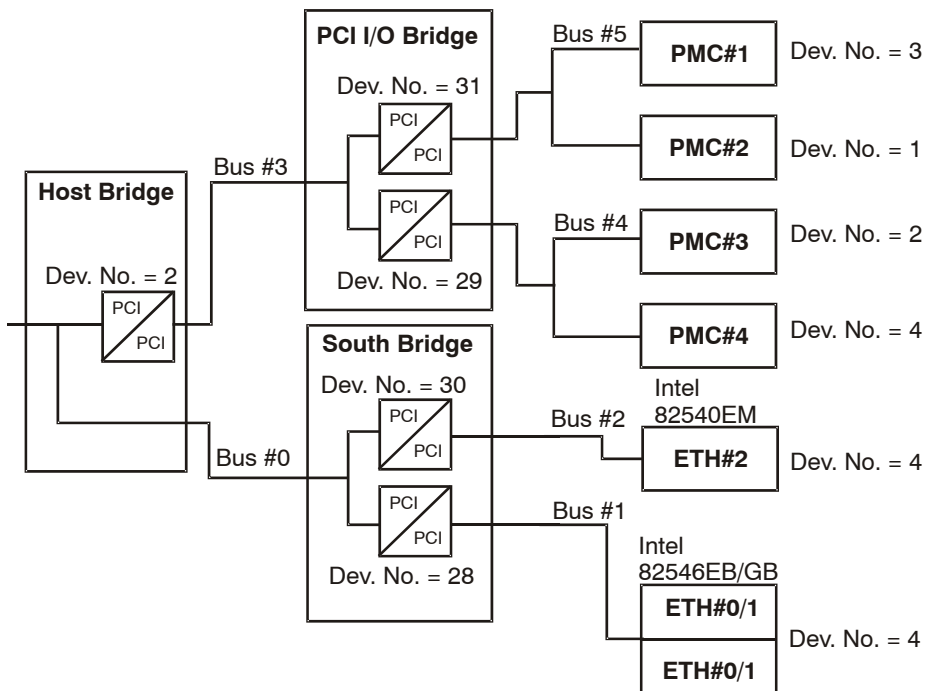 PCI I/O Bridge
Dev. No. = 31
PCI
PCI
PCI
PCI
Dev. No. = 29
Bus #5
PMC#1
Dev. No. = 3
PMC#2
Dev. No. = 1
Bus #4
PMC#3
Dev. No. = 2
PMC#4
Dev. No. = 4
Bus #3
Host Bridge
Dev. No. = 2
PCI
PCI
Bus #0
South Bridge
Dev. No. = 30
PCI
PCI
PCI
PCI
Dev. No. = 28
Bus #2
Intel
82540EM
ETH#2
Dev. No. = 4
Bus #1
Intel
82546EB/GB
ETH#0/1
ETH#0/1
Dev. No. = 4